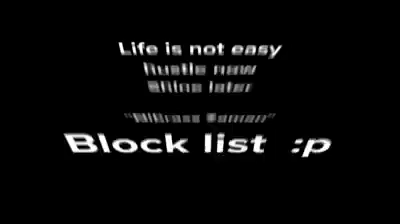 Life is not easy
Hustle now
Shine later
Block list :p